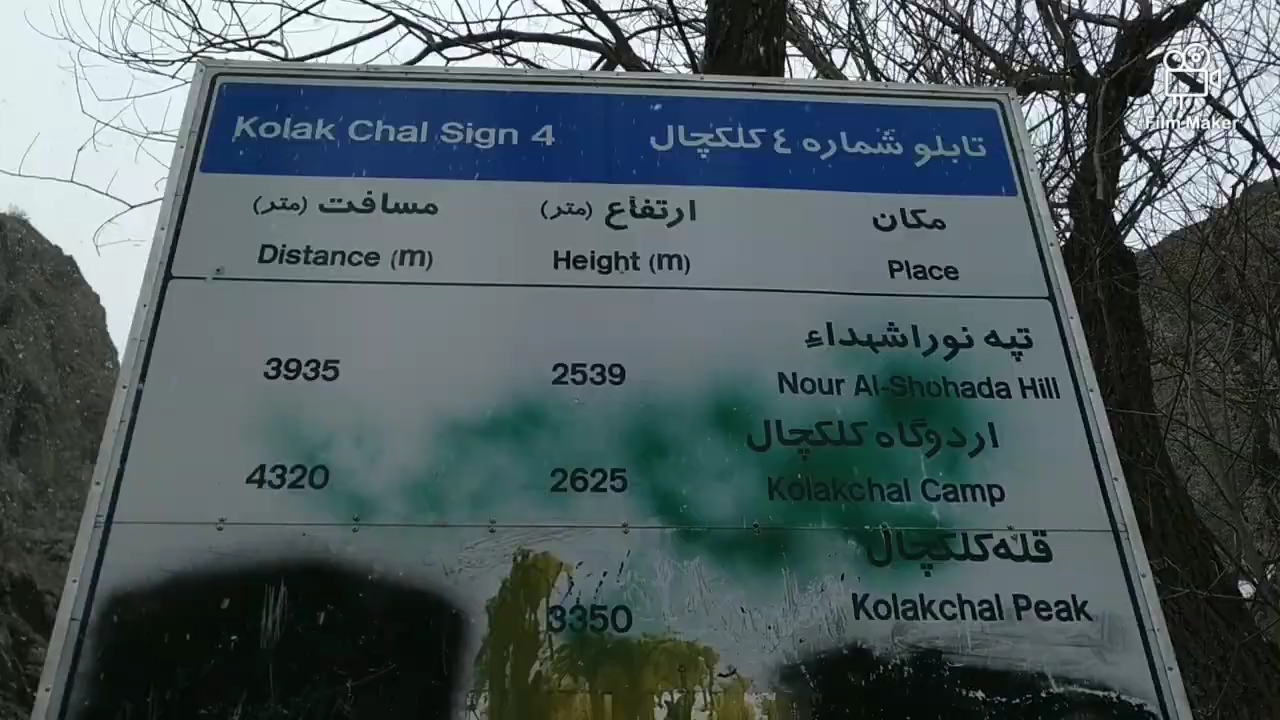 Kolak Chal Sign 4
تابلو شماره ٤ کلکچال
مکان ارتفاع (متر) مسافت (متر)
Distance (m) Height (m) Place
تپه نورالشهداء
3935 2539 Nour Al-Shohada Hill
اردوگاه کلکچال
4320 2625 Kolakchal Camp
قله کلکچال
3350 Kolakchal Peak
Film Maker